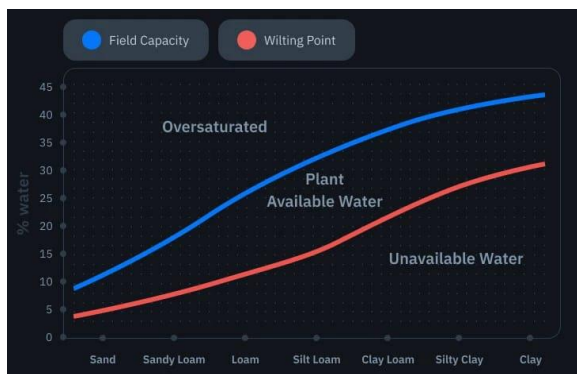 Field Capacity
Wilting Point
45
40
35
30
25
20
15
10
5
0
% water
Oversaturated
Plant
Available Water
Unavailable Water
Sand
Sandy Loam
Loam
Silt Loam
Clay Loam
Silty Clay
Clay